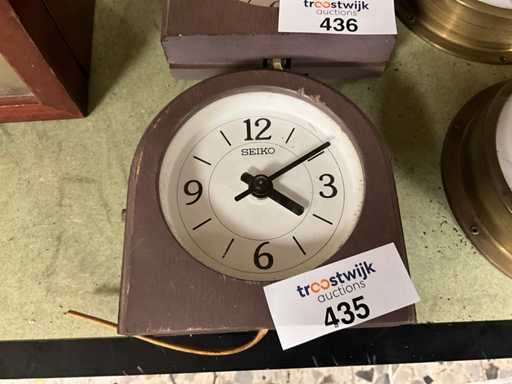 troostwijk
auctions
436
12
SEIKO
9
3
6
troostwijk
auctions
435